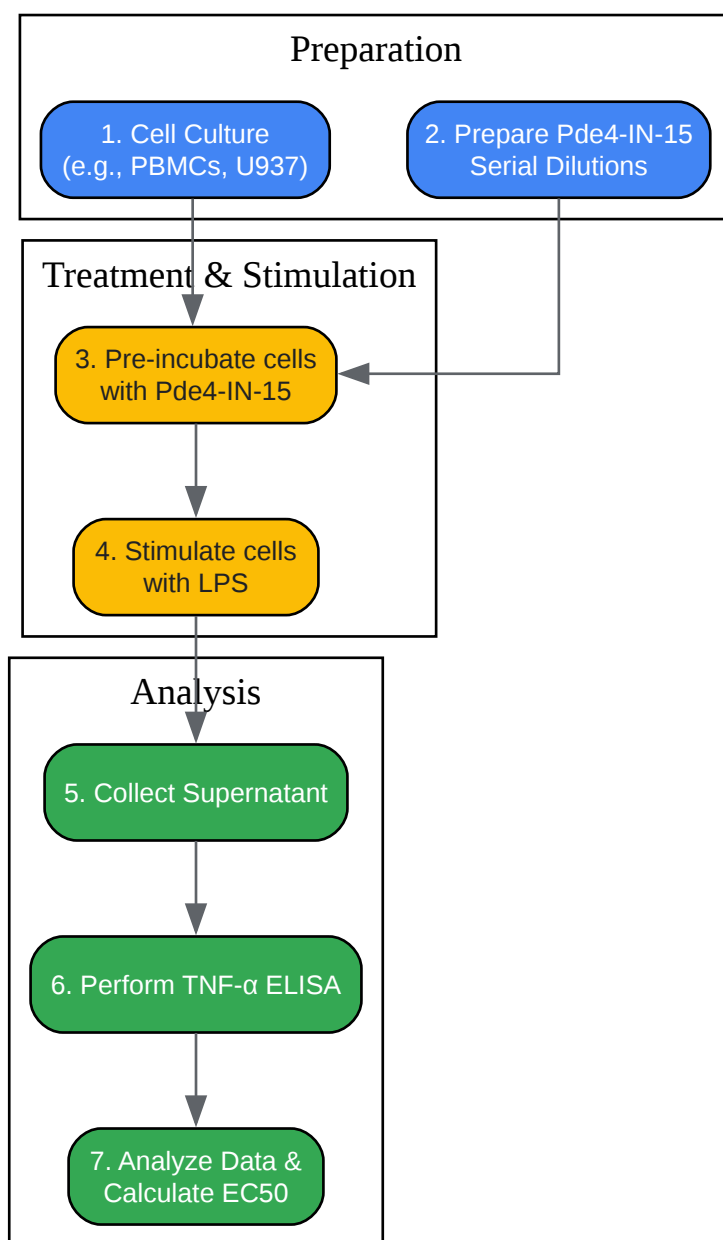 Preparation
1. Cell Culture
(e.g., PBMCs, U937)
2. Prepare Pde4-IN-15
Serial Dilutions
Treatment & Stimulation
3. Pre-incubate cells
with Pde4-IN-15
4. Stimulate cells
with LPS
Analysis
5. Collect Supernatant
6. Perform TNF-α ELISA
7. Analyze Data &
Calculate EC50